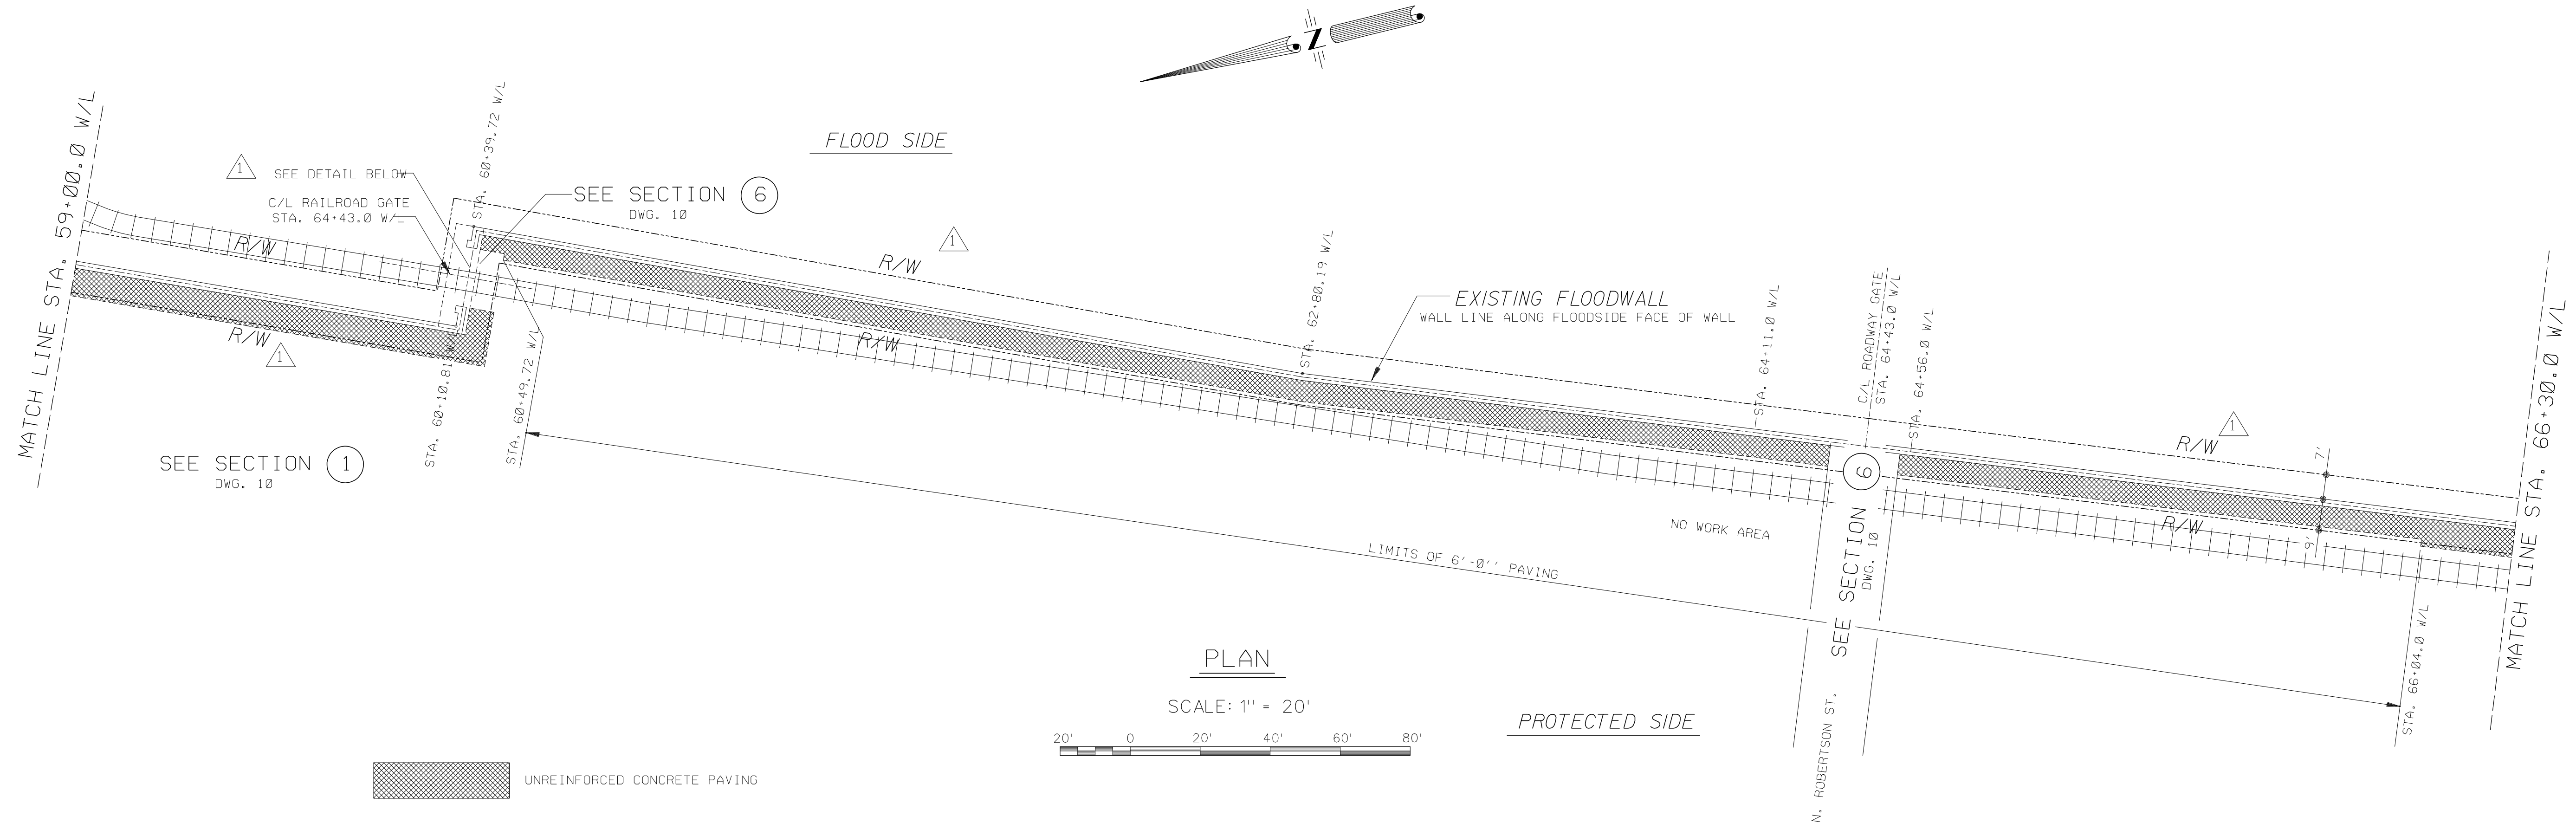 N
MATCH LINE STA. 59+00.0 W/L
1
SEE DETAIL BELOW
C/L RAILROAD GATE
STA. 64+43.0 W/L
STA. 60+39.72 W/L
SEE SECTION 6
DWG. 10
FLOOD SIDE
R/W
R/W
1
R/W
1
R/W
STA. 60+10.81 W/L
STA. 60+49.72 W/L
SEE SECTION 1
DWG. 10
STA. 62+80.19 W/L
EXISTING FLOODWALL
WALL LINE ALONG FLOODSIDE FACE OF WALL
STA. 64+11.0 W/L
C/L ROADWAY GATE
STA. 64+43.0 W/L
STA. 64+56.0 W/L
1
R/W
R/W
7'
9'
MATCH LINE STA. 66+30.0 W/L
NO WORK AREA
LIMITS OF 6'-0'' PAVING
SEE SECTION 6
DWG. 10
N. ROBERTSON ST.
STA. 66+04.0 W/L
PLAN
SCALE: 1" = 20'
20' 0 20' 40' 60' 80'
PROTECTED SIDE
UNREINFORCED CONCRETE PAVING